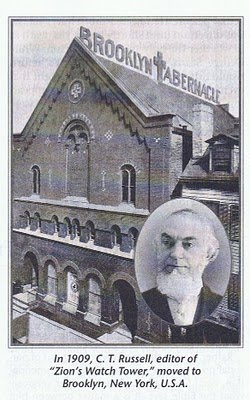 BROOKLYN TABERNACLE
In 1909, C. T. Russell, editor of
"Zion's Watch Tower," moved to
Brooklyn, New York, U.S.A.